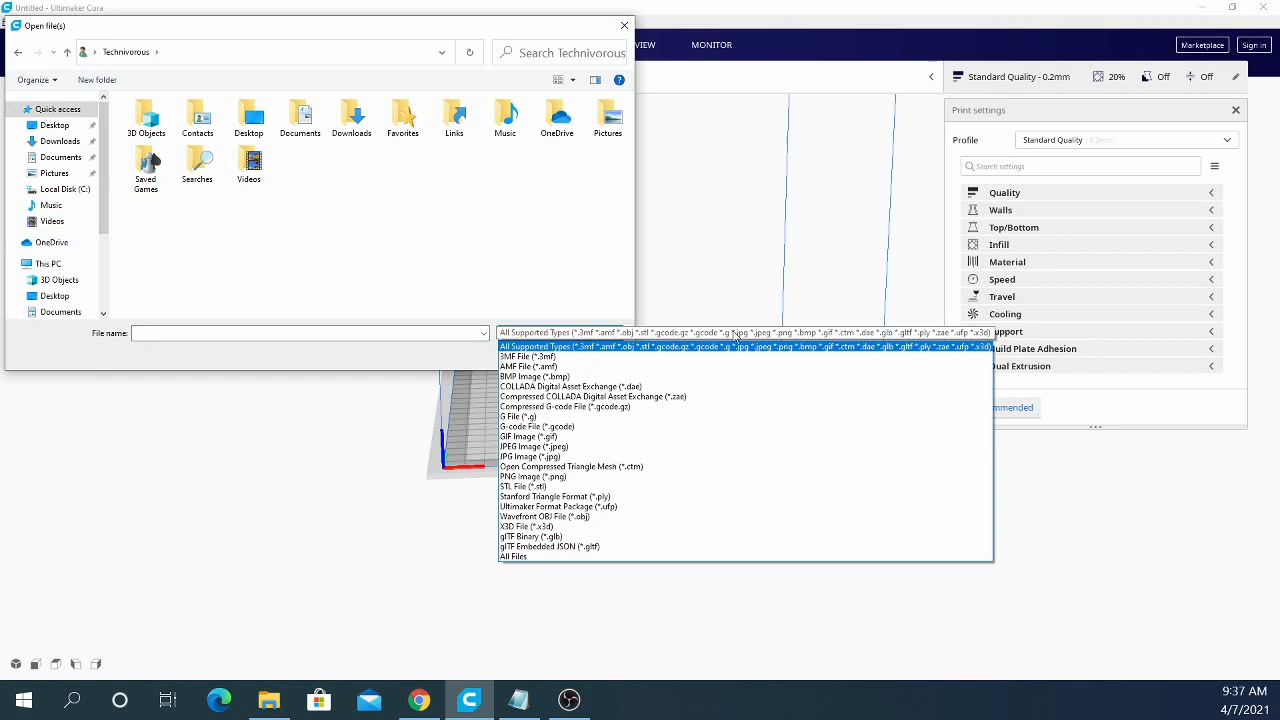 Untitled - Ultimaker Cura
Open file(s)
Technivorous
Search Technivorous
VIEW
MONITOR
Marketplace
Sign in
Organize
New folder
Standard Quality - 0.2mm
20%
Off
Off
Quick access
Desktop
Downloads
Documents
Pictures
Local Disk (C:)
Music
Videos
OneDrive
This PC
3D Objects
Desktop
Documents
3D Objects
Contacts
Desktop
Documents
Downloads
Favorites
Links
Music
OneDrive
Pictures
Saved Games
Searches
Videos
Print settings
Profile
Standard Quality 0.2mm
Search settings
Quality
Walls
Top/Bottom
Infill
Material
Speed
Travel
Cooling
upport
Build Plate Adhesion
Dual Extrusion
mmended
File name:
All Supported Types (*.3mf *.amf *.obj *.stl *.gcode.gz *.gcode *.g *.jpg *.jpeg *.png *.bmp *.gif *.ctm *.dae *.glb *.gltf *.ply *.zae *.ufp *.x3d)
All Supported Types (*.3mf *.amf *.obj *.stl *.gcode.gz *.gcode *.g *.jpg *.jpeg *.png *.bmp *.gif *.ctm *.dae *.glb *.gltf *.ply *.zae *.ufp *.x3d)
3MF File (*.3mf)
AMF File (*.amf)
BMP Image (*.bmp)
COLLADA Digital Asset Exchange (*.dae)
Compressed COLLADA Digital Asset Exchange (*.zae)
Compressed G-code File (*.gcode.gz)
G File (*.g)
G-code File (*.gcode)
GIF Image (*.gif)
JPEG Image (*.jpeg)
JPG Image (*.jpg)
Open Compressed Triangle Mesh (*.ctm)
PNG Image (*.png)
STL File (*.stl)
Stanford Triangle Format (*.ply)
Ultimaker Format Package (*.ufp)
Wavefront OBJ File (*.obj)
X3D File (*.x3d)
glTF Binary (*.glb)
glTF Embedded JSON (*.gltf)
All Files
9:37 AM
4/7/2021